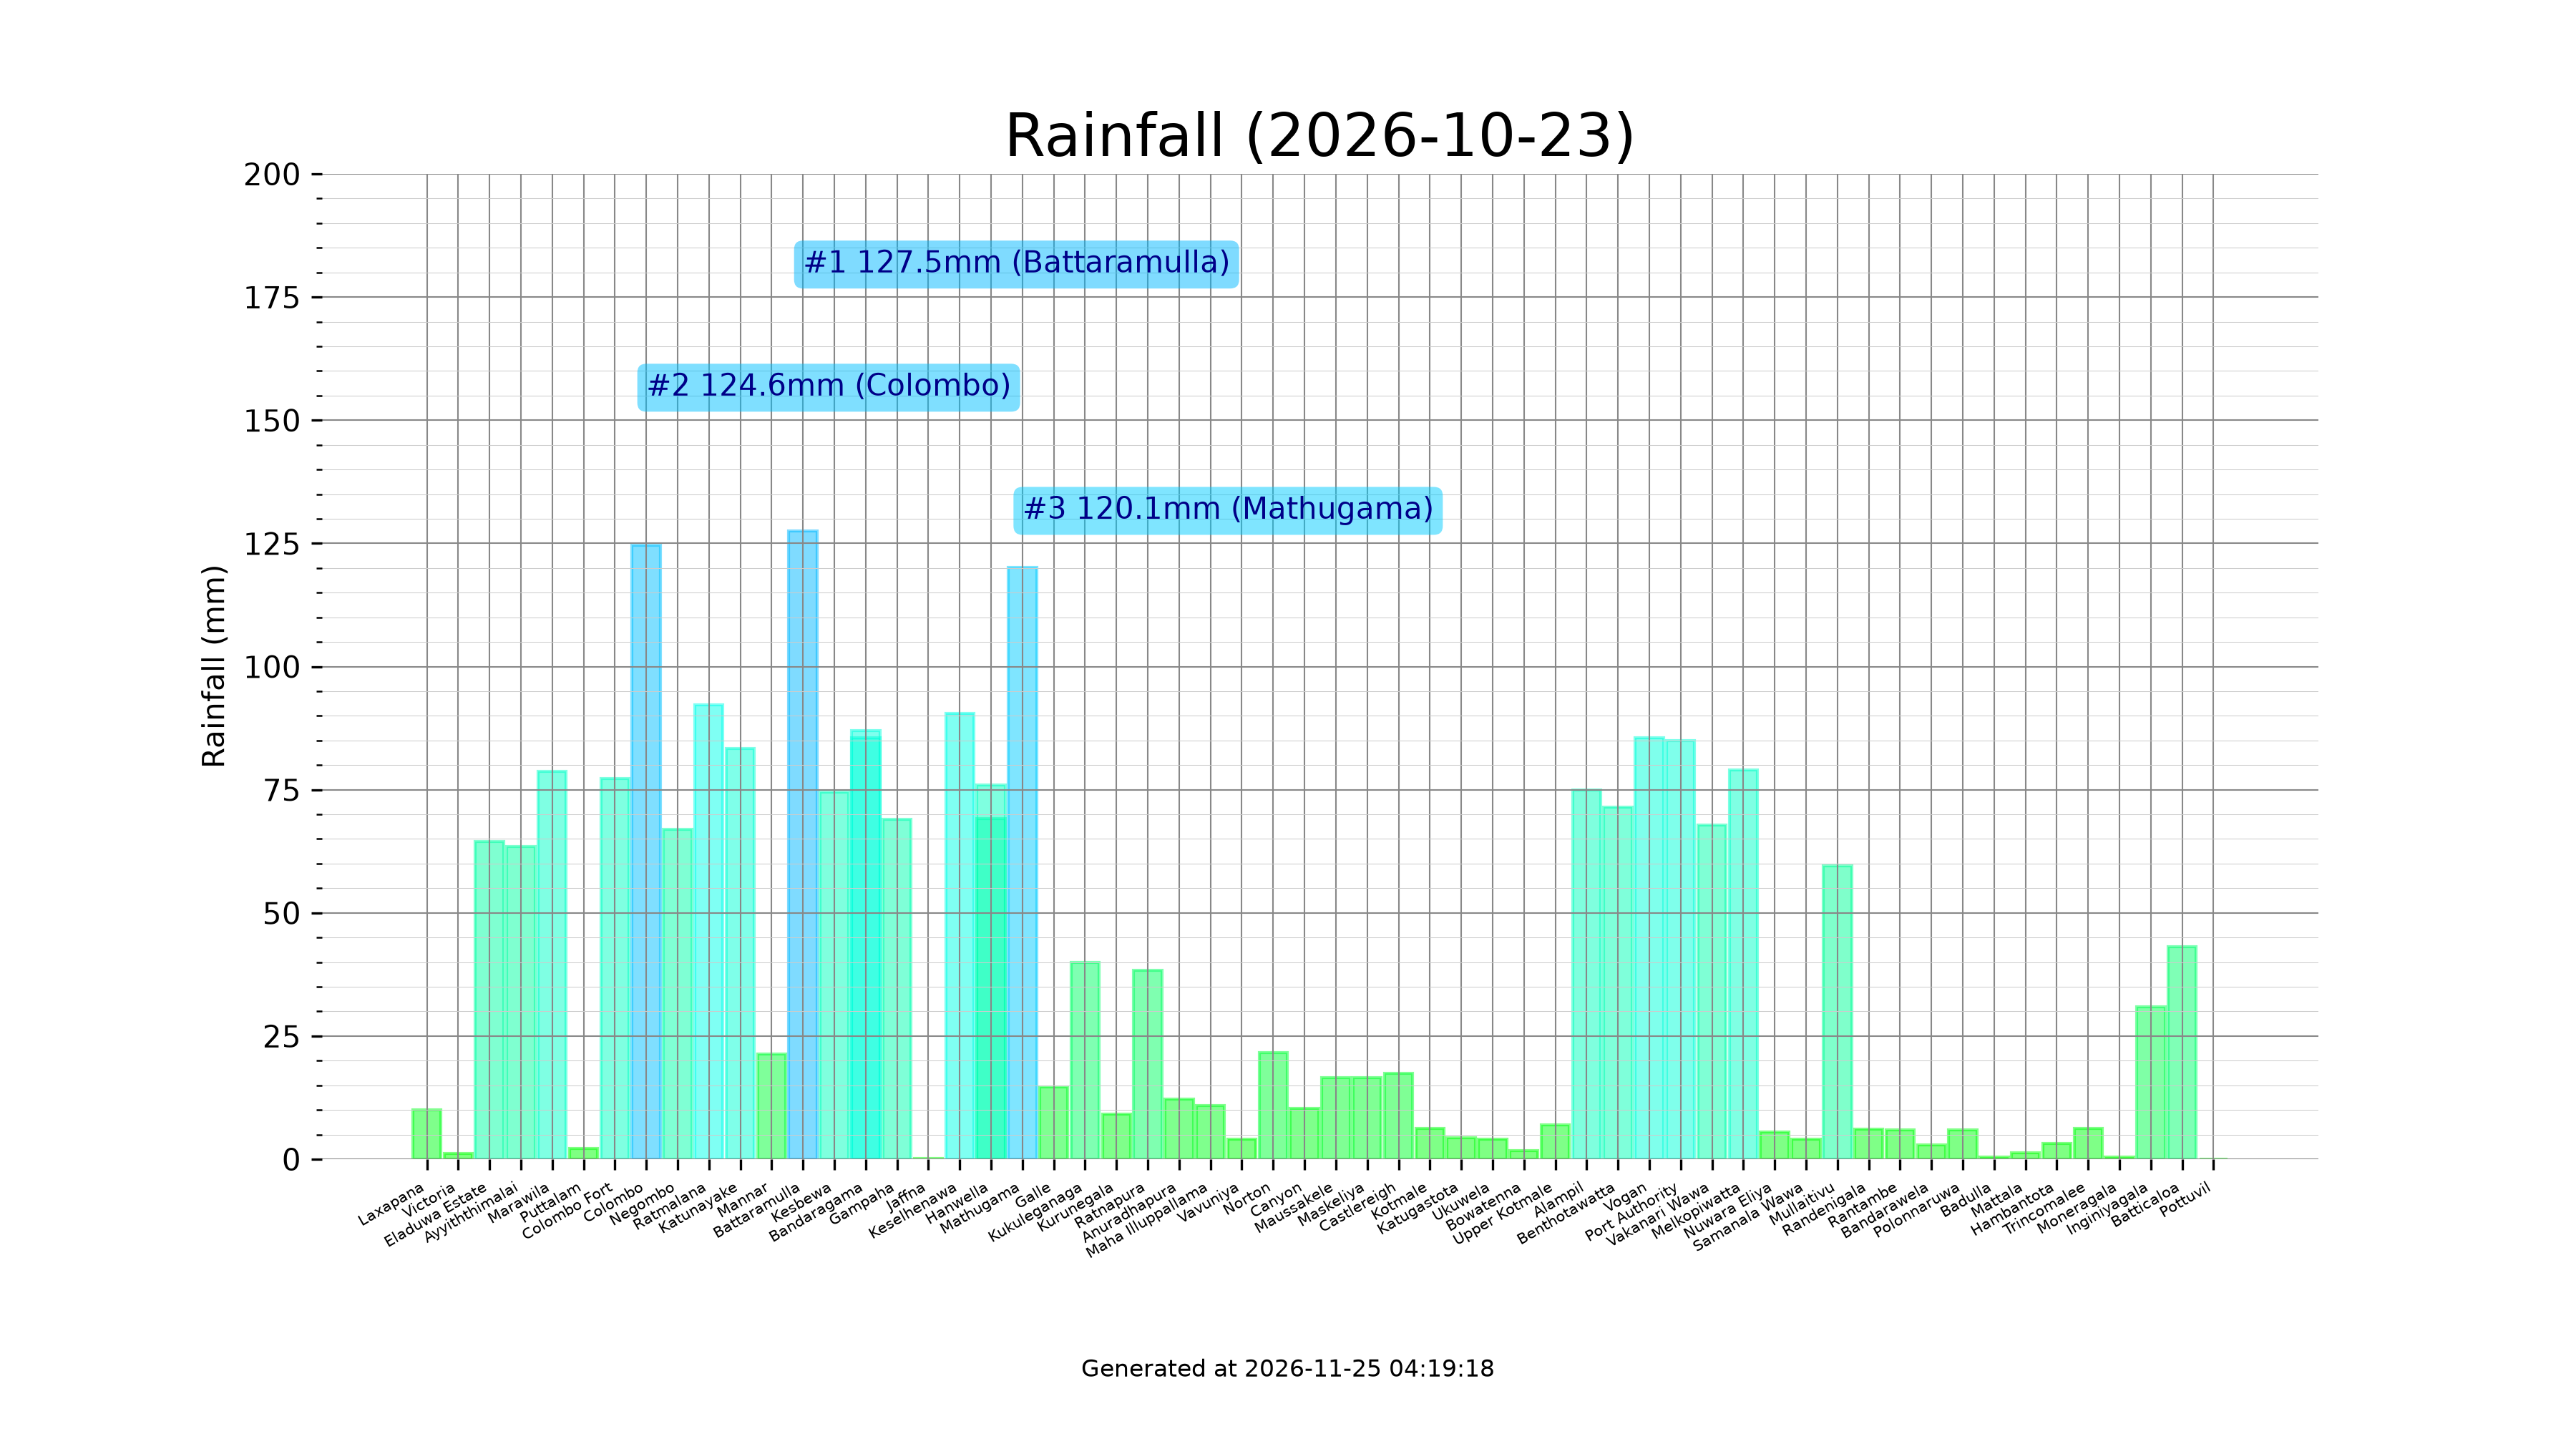 Rainfall (2026-10-23)
200
175
150
125
100
75
50
25
0
Rainfall (mm)
#1 127.5mm (Battaramulla)
#2 124.6mm (Colombo)
#3 120.1mm (Mathugama)
Laxapana
Victoria
Eladuwa Estate
Ayyiththimalai
Marawila
Puttalam
Colombo Fort
Colombo
Negombo
Ratmalana
Katunayake
Mannar
Battaramulla
Kesbewa
Bandaragama
Gampaha
Jaffna
Keselhenawa
Hanwella
Mathugama
Galle
Kukuleganaga
Kurunegala
Ratnapura
Anuradhapura
Maha Illuppallama
Vavuniya
Norton
Canyon
Maussakele
Maskeliya
Castlereigh
Kotmale
Katugastota
Ukuwela
Bowatenna
Upper Kotmale
Alampil
Benthotawatta
Vogan
Port Authority
Vakanari Wawa
Melkopiwatta
Nuwara Eliya
Samanala Wawa
Mullaitivu
Randenigala
Rantambe
Bandarawela
Polonnaruwa
Badulla
Mattala
Hambantota
Trincomalee
Moneragala
Inginiyagala
Batticaloa
Pottuvil
Generated at 2026-11-25 04:19:18